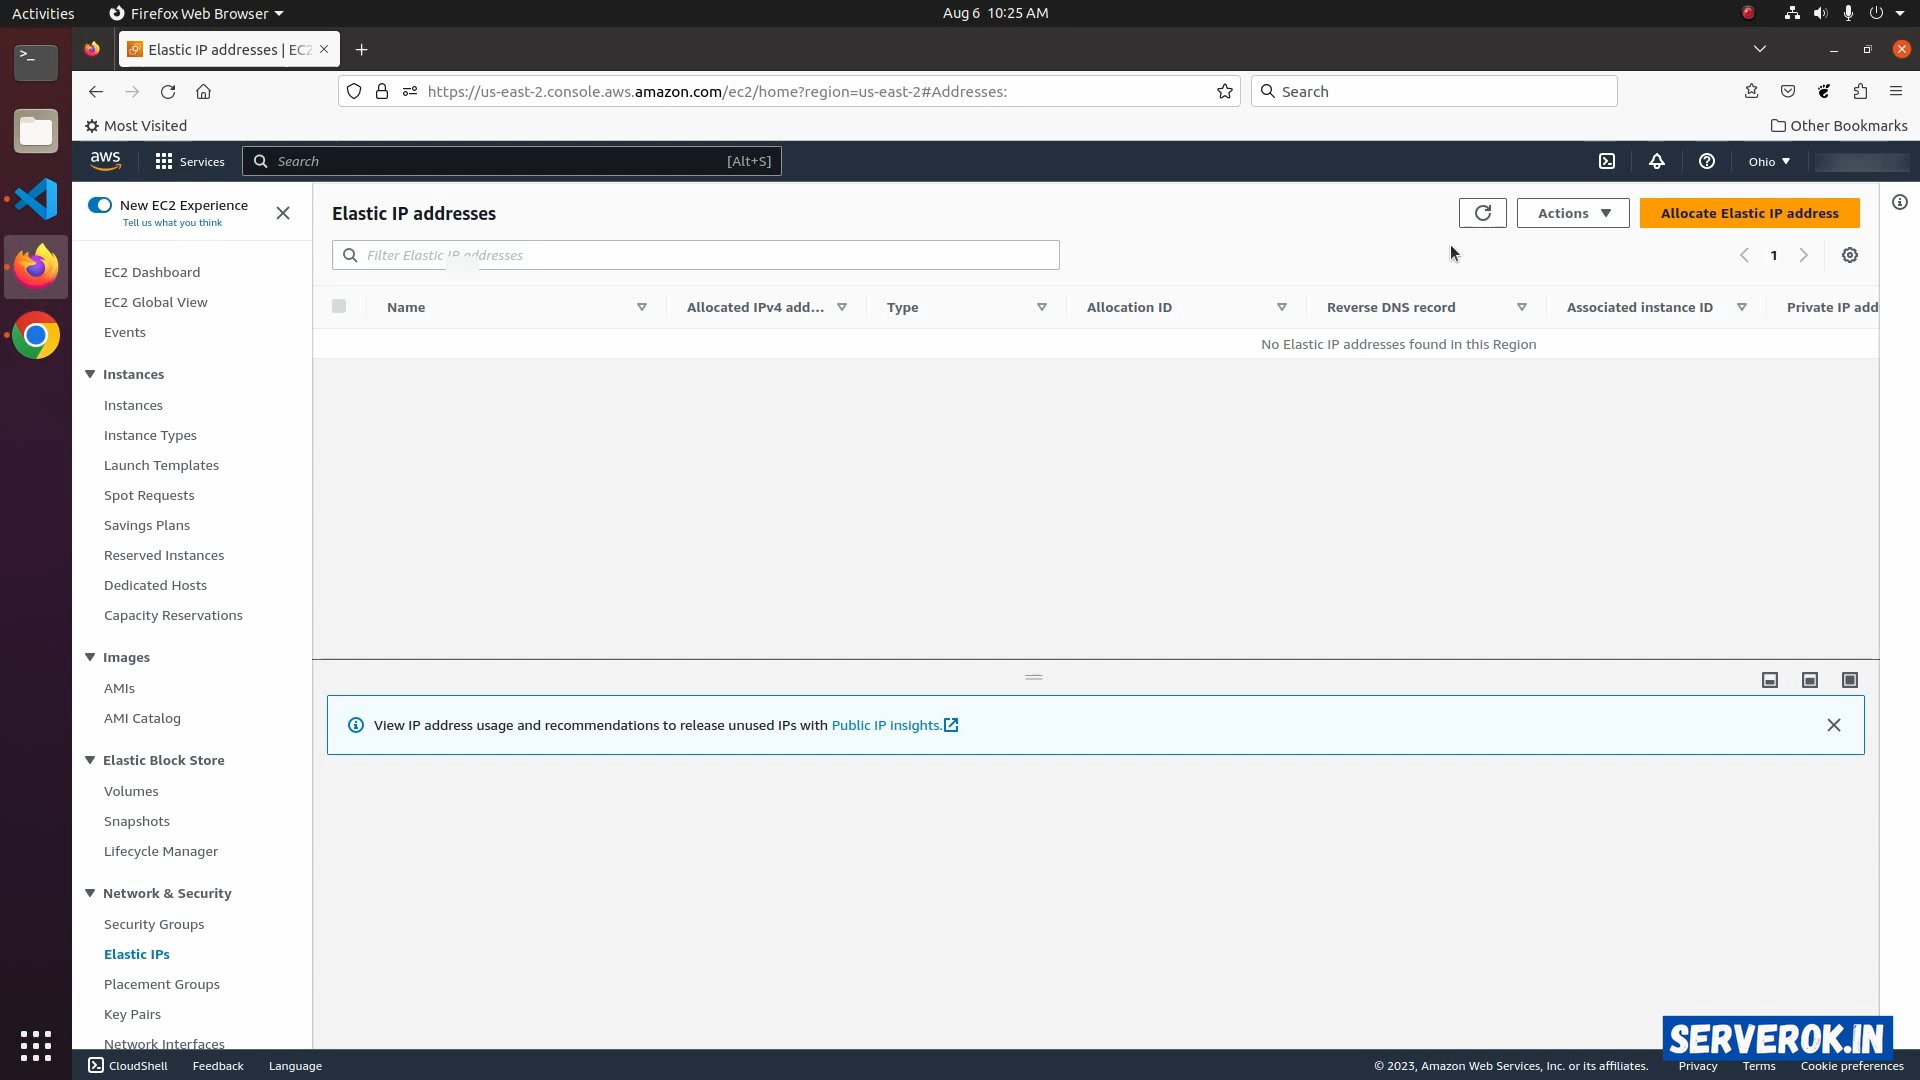 Activities
Firefox Web Browser
Aug 6 10:25 AM
Elastic IP addresses | EC2
https://us-east-2.console.aws.amazon.com/ec2/home?region=us-east-2#Addresses:
Search
Most Visited
Other Bookmarks
aws
Services
Search
[Alt+S]
Ohio
New EC2 Experience
Tell us what you think
EC2 Dashboard
EC2 Global View
Events
Instances
Instances
Instance Types
Launch Templates
Spot Requests
Savings Plans
Reserved Instances
Dedicated Hosts
Capacity Reservations
Images
AMIs
AMI Catalog
Elastic Block Store
Volumes
Snapshots
Lifecycle Manager
Network & Security
Security Groups
Elastic IPs
Placement Groups
Key Pairs
Network Interfaces
Elastic IP addresses
Actions
Allocate Elastic IP address
Filter Elastic IP addresses
1
Name
Allocated IPv4 add...
Type
Allocation ID
Reverse DNS record
Associated instance ID
Private IP add
No Elastic IP addresses found in this Region
View IP address usage and recommendations to release unused IPs with Public IP insights.
SERVEROK.IN
CloudShell
Feedback
Language
© 2023, Amazon Web Services, Inc. or its affiliates.
Privacy
Terms
Cookie preferences